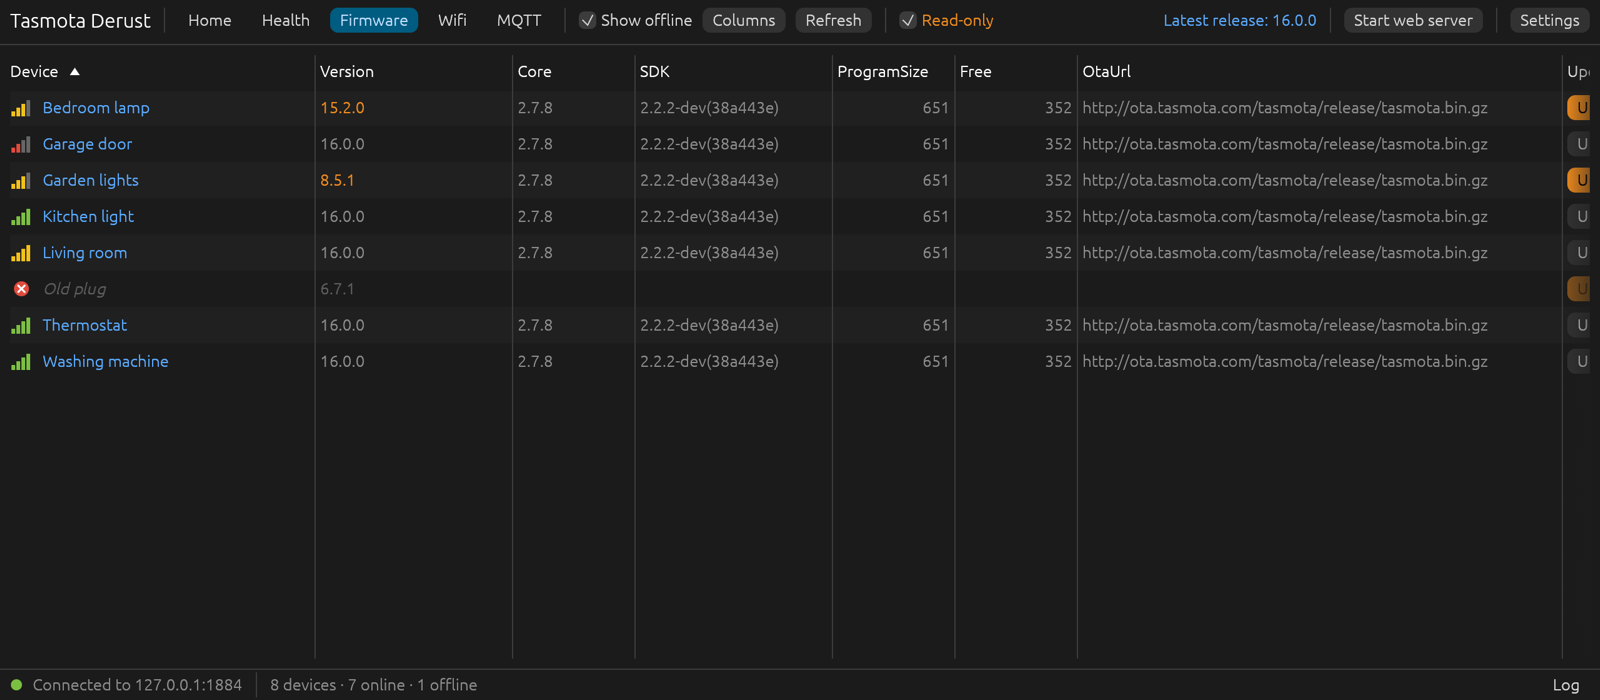 Tasmota Derust Home Health Firmware Wifi MQTT Show offline Columns Refresh Read-only Latest release: 16.0.0 Start web server Settings
Device ▲ Version Core SDK ProgramSize Free OtaUrl
Bedroom lamp 15.2.0 2.7.8 2.2.2-dev(38a443e) 651 352 http://ota.tasmota.com/tasmota/release/tasmota.bin.gz U
Garage door 16.0.0 2.7.8 2.2.2-dev(38a443e) 651 352 http://ota.tasmota.com/tasmota/release/tasmota.bin.gz U
Garden lights 8.5.1 2.7.8 2.2.2-dev(38a443e) 651 352 http://ota.tasmota.com/tasmota/release/tasmota.bin.gz U
Kitchen light 16.0.0 2.7.8 2.2.2-dev(38a443e) 651 352 http://ota.tasmota.com/tasmota/release/tasmota.bin.gz U
Living room 16.0.0 2.7.8 2.2.2-dev(38a443e) 651 352 http://ota.tasmota.com/tasmota/release/tasmota.bin.gz U
Old plug 6.7.1 U
Thermostat 16.0.0 2.7.8 2.2.2-dev(38a443e) 651 352 http://ota.tasmota.com/tasmota/release/tasmota.bin.gz U
Washing machine 16.0.0 2.7.8 2.2.2-dev(38a443e) 651 352 http://ota.tasmota.com/tasmota/release/tasmota.bin.gz U
Connected to 127.0.0.1:1884 8 devices · 7 online · 1 offline Log